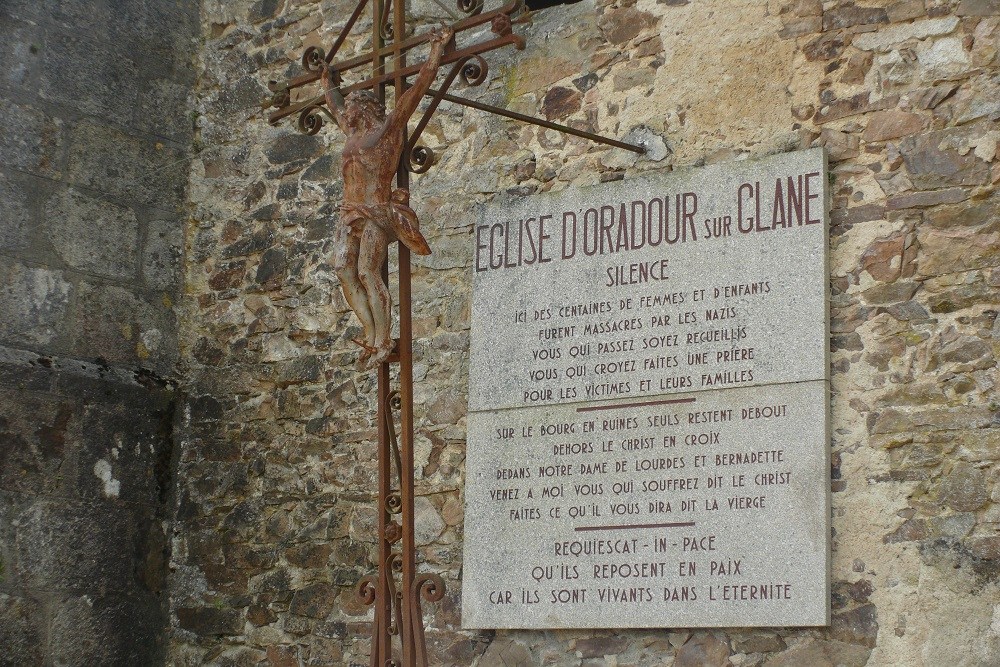 EGLISE D'ORADOUR SUR GLANE
SILENCE
ICI DES CENTAINES DE FEMMES ET D'ENFANTS
FURENT MASSACRES PAR LES NAZIS
VOUS QUI PASSEZ SOYEZ RECUEILLIS
VOUS QUI CROYEZ FAITES UNE PRIÈRE
POUR LES VICTIMES ET LEURS FAMILLES
SUR LE BOURG EN RUINES SEULS RESTENT DEBOUT
DEHORS LE CHRIST EN CROIX
DEDANS NOTRE DAME DE LOURDES ET BERNADETTE
VENEZ A MOI VOUS QUI SOUFFREZ DIT LE CHRIST
FAITES CE QU'IL VOUS DIRA DIT LA VIERGE
REQUIESCAT-IN-PACE
QU'ILS REPOSENT EN PAIX
CAR ILS SONT VIVANTS DANS L'ETERNITÉ